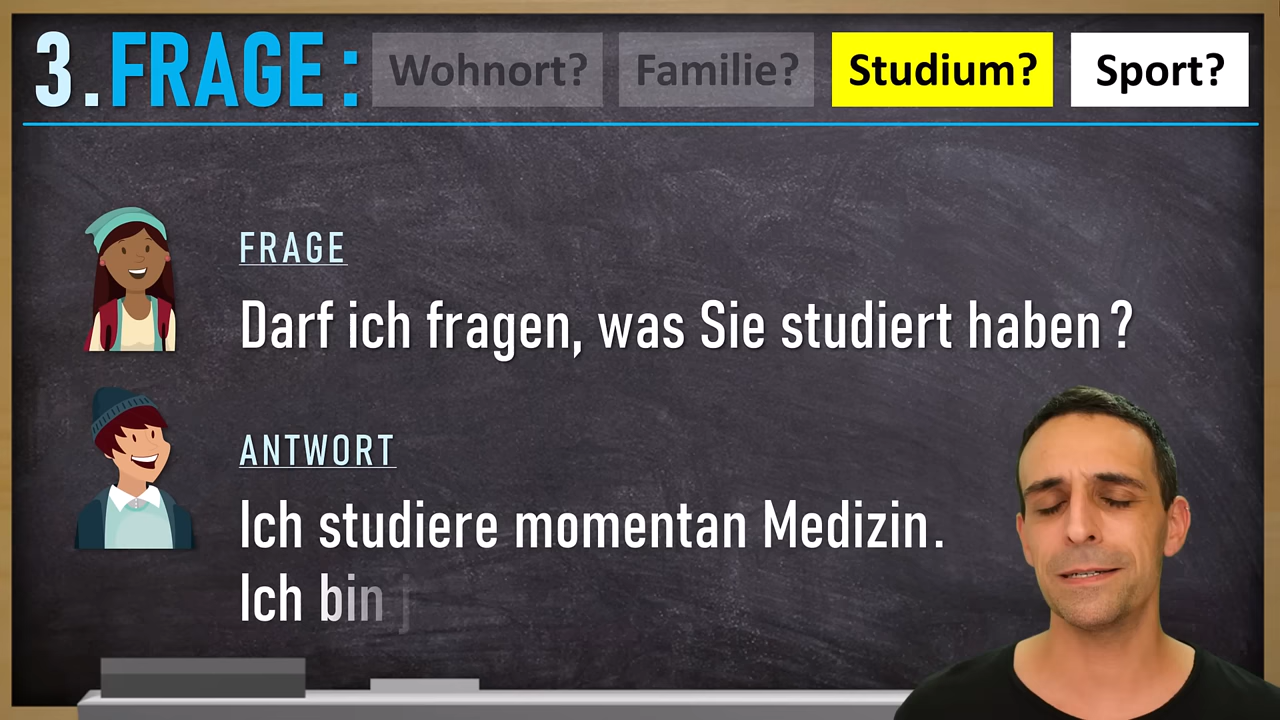 3. FRAGE: Wohnort? Familie? Studium? Sport?
FRAGE
Darf ich fragen, was Sie studiert haben?
ANTWORT
Ich studiere momentan Medizin.
Ich bin j